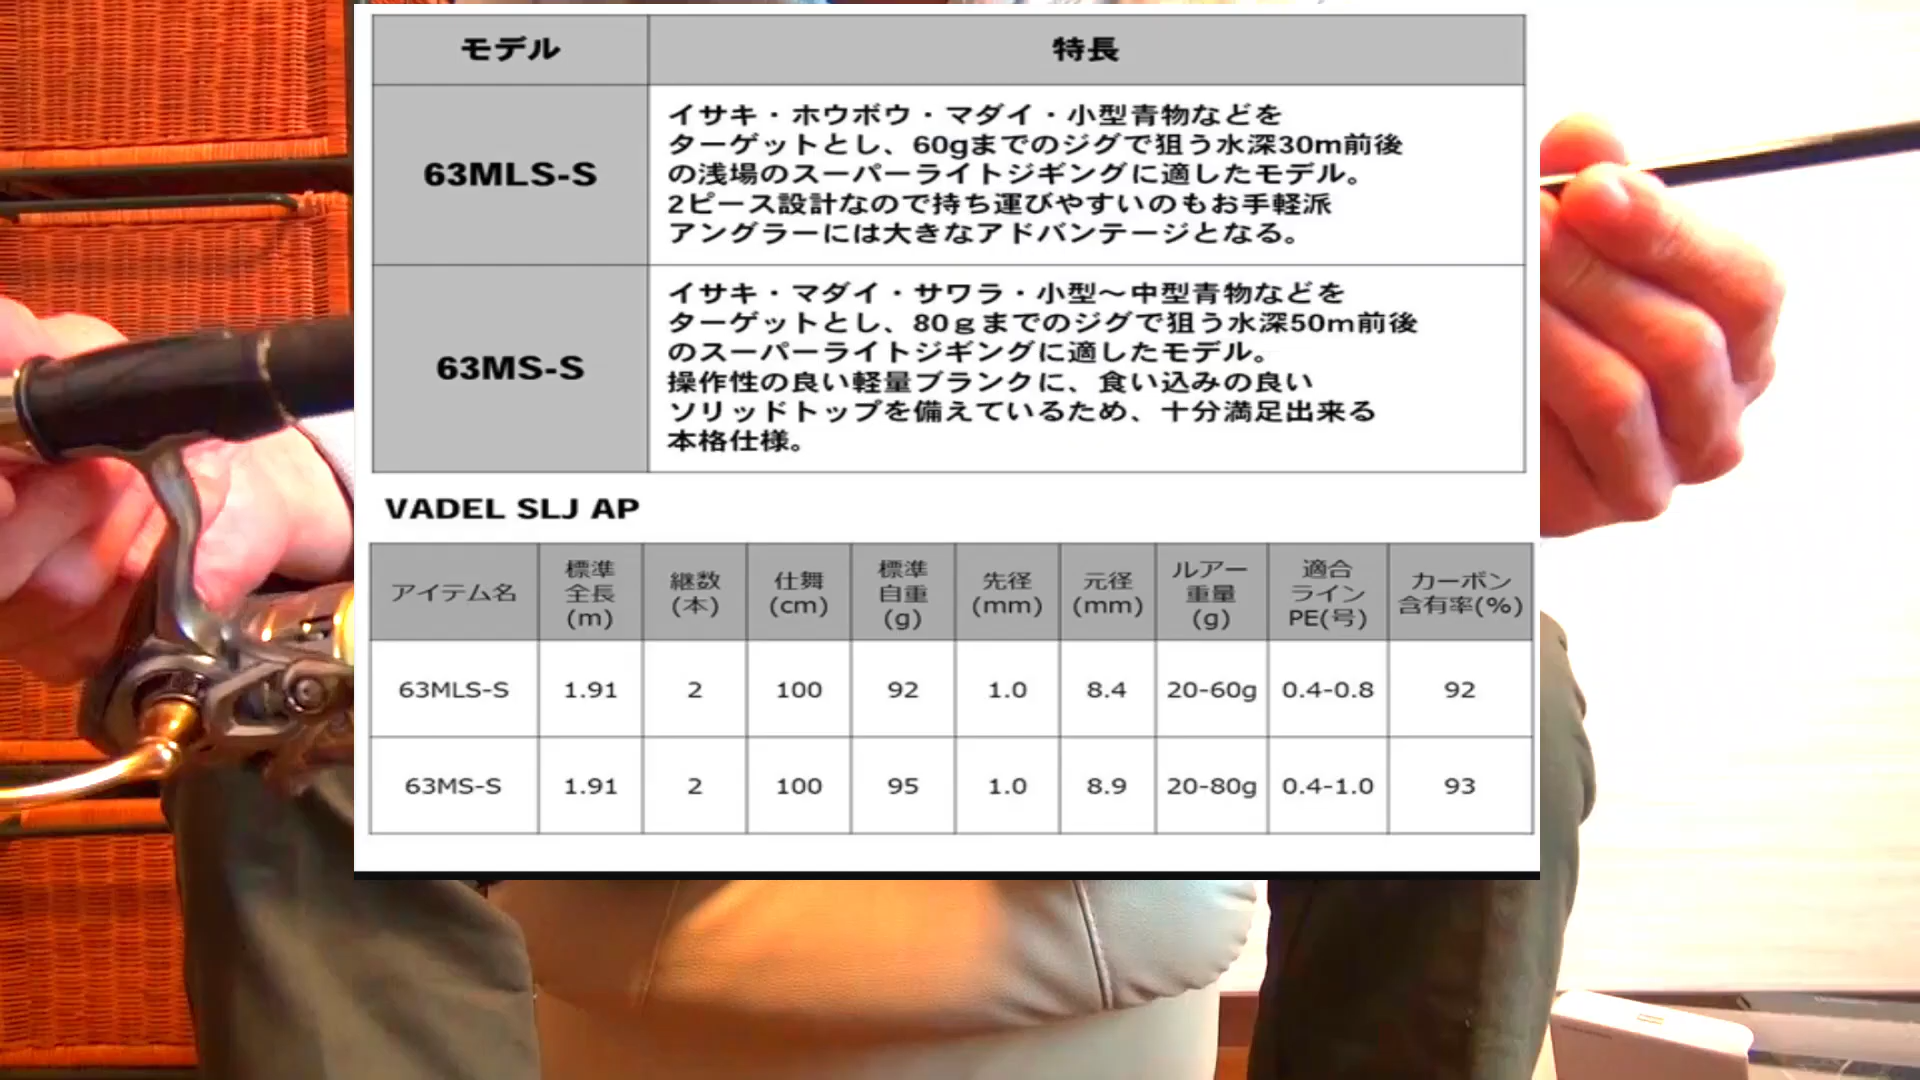 モデル 特長
63MLS-S
イサキ・ホウボウ・マダイ・小型青物などを
ターゲットとし、60gまでのジグで狙う水深30m前後
の浅場のスーパーライトジギングに適したモデル。
2ピース設計なので持ち運びやすいのもお手軽派
アングラーには大きなアドバンテージとなる。
63MS-S
イサキ・マダイ・サワラ・小型～中型青物などを
ターゲットとし、80ｇまでのジグで狙う水深50m前後
のスーパーライトジギングに適したモデル。
操作性の良い軽量ブランクに、食い込みの良い
ソリッドトップを備えているため、十分満足出来る
本格仕様。
VADEL SLJ AP
アイテム名 標準全長(m) 継数(本) 仕舞(cm) 標準自重(g) 先径(mm) 元径(mm) ルアー重量(g) 適合ラインPE(号) カーボン含有率(%)
63MLS-S 1.91 2 100 92 1.0 8.4 20-60g 0.4-0.8 92
63MS-S 1.91 2 100 95 1.0 8.9 20-80g 0.4-1.0 93